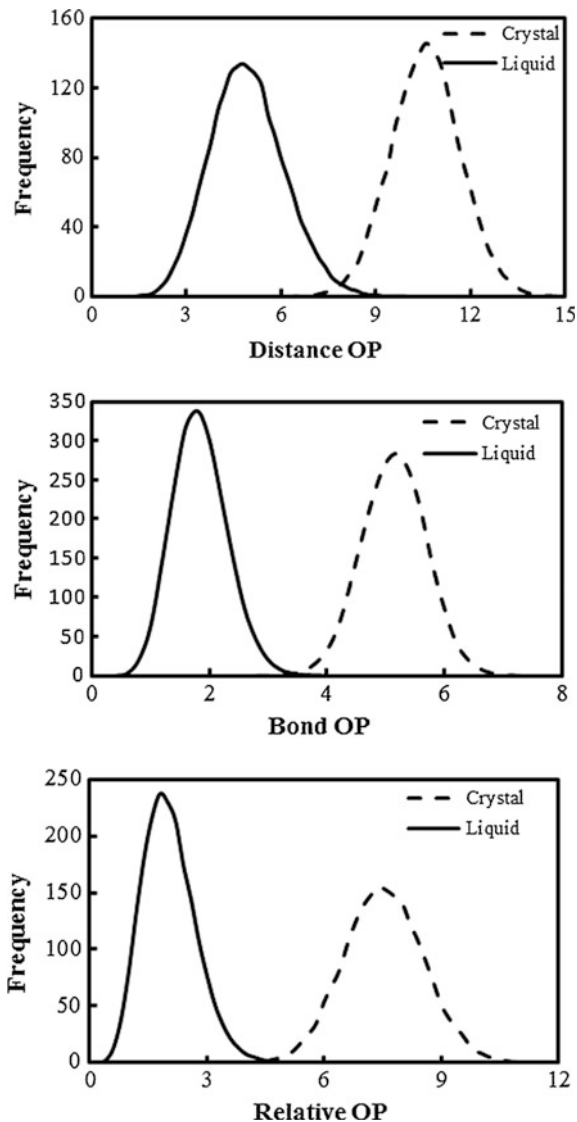 160
120
80
40
0
Frequency
Crystal
Liquid
0 3 6 9 12 15
Distance OP
350
300
250
200
150
100
50
0
Frequency
Crystal
Liquid
0 2 4 6 8
Bond OP
250
200
150
100
50
0
Frequency
Crystal
Liquid
0 3 6 9 12
Relative OP